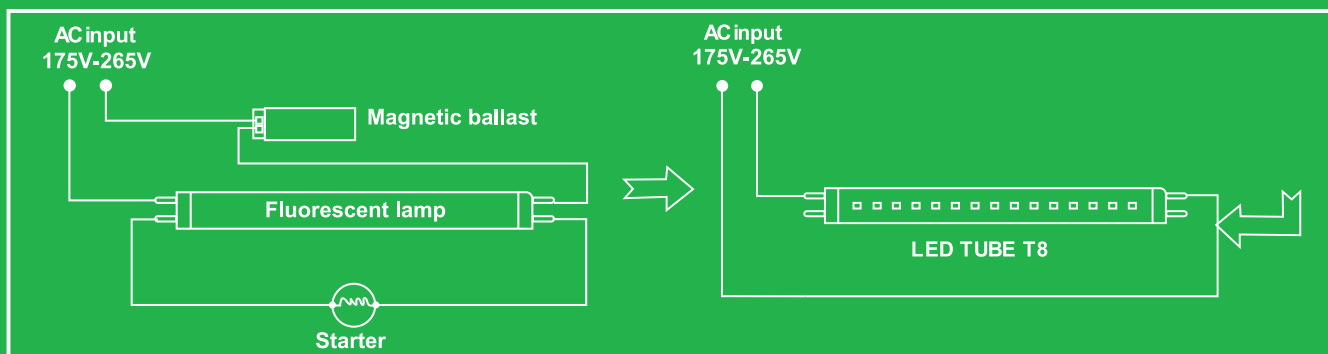 AC input
175V-265V
Magnetic ballast
Fluorescent lamp
Starter
AC input
175V-265V
LED TUBE T8